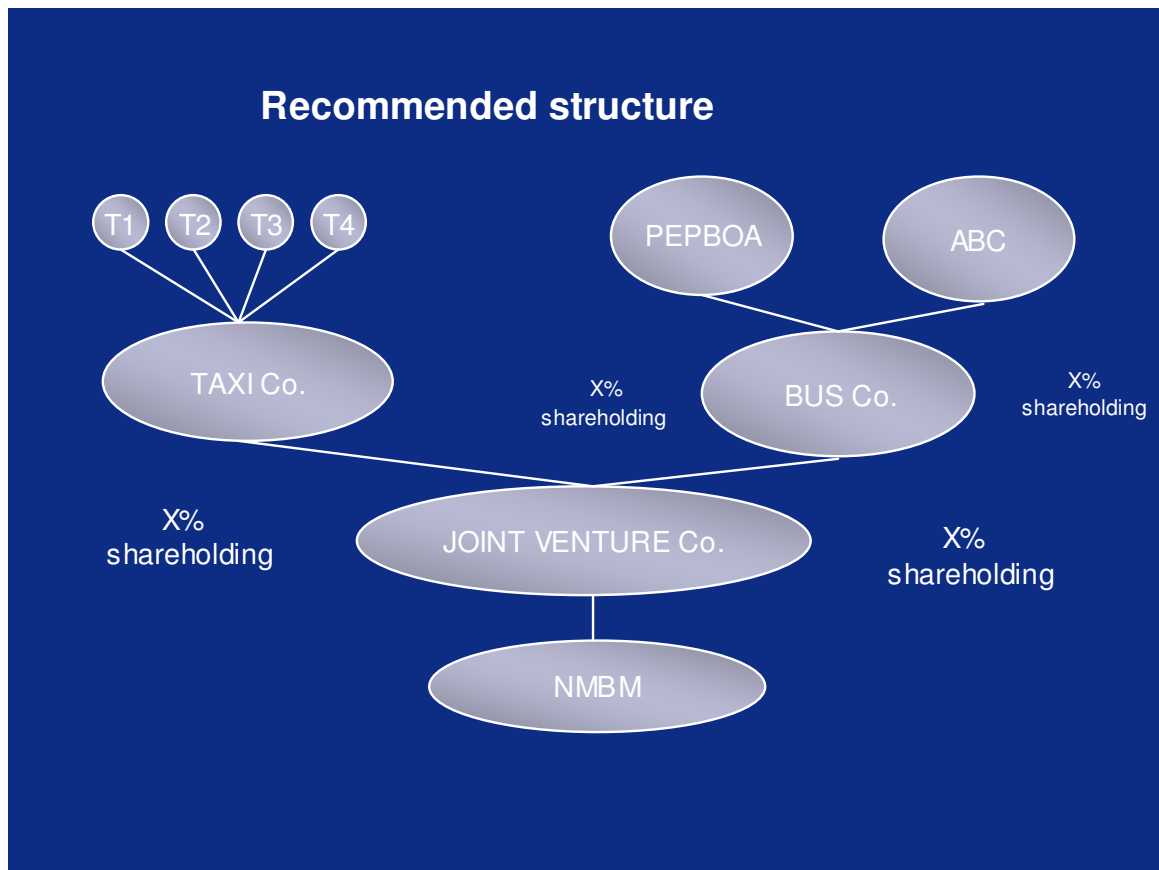 Recommended structure
T1 T2 T3 T4
PEPBOA
ABC
TAXI Co.
X%
shareholding
BUS Co.
X%
shareholding
X%
shareholding
JOINT VENTURE Co.
X%
shareholding
NMBM